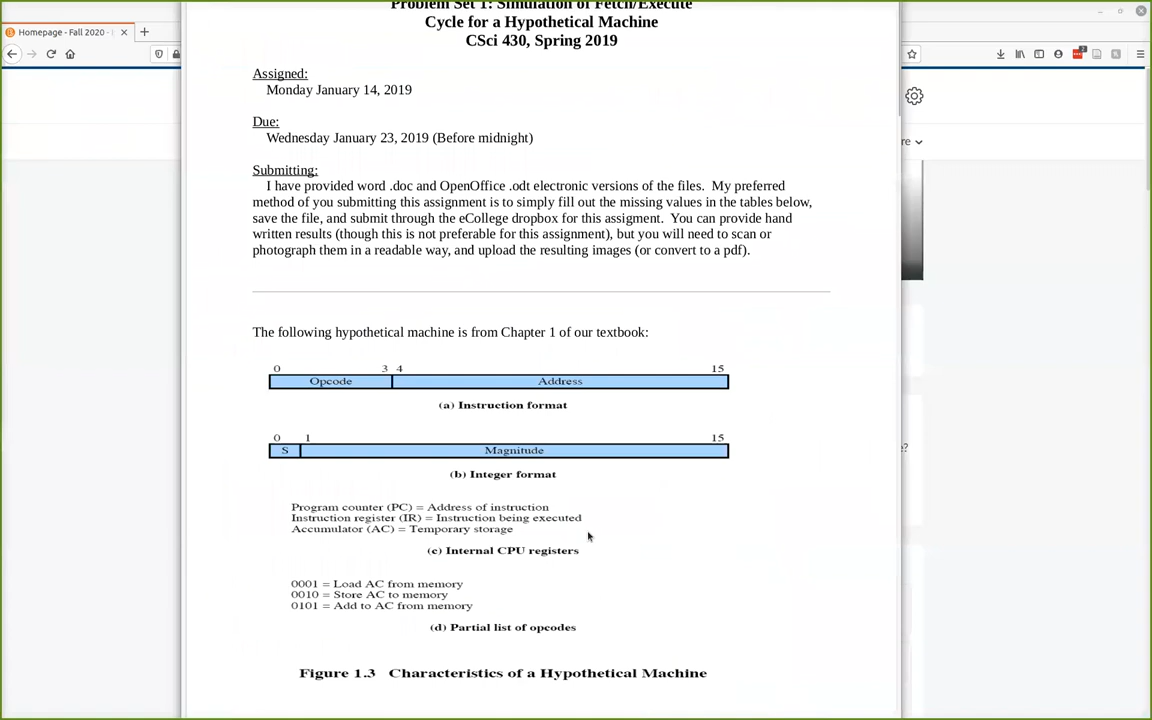 Problem Set 1: Simulation of Fetch/Execute
Homepage - Fall 2020 -
Cycle for a Hypothetical Machine
CSci 430, Spring 2019
Assigned:
Monday January 14, 2019
Due:
Wednesday January 23, 2019 (Before midnight)
re
Submitting:
I have provided word .doc and OpenOffice .odt electronic versions of the files.  My preferred
method of you submitting this assignment is to simply fill out the missing values in the tables below,
save the file, and submit through the eCollege dropbox for this assigment.  You can provide hand
written results (though this is not preferable for this assignment), but you will need to scan or
photograph them in a readable way, and upload the resulting images (or convert to a pdf).
The following hypothetical machine is from Chapter 1 of our textbook:
0 3 4 15
Opcode Address
(a) Instruction format
0 1 15
S Magnitude
?
(b) Integer format
Program counter (PC) = Address of instruction
Instruction register (IR) = Instruction being executed
Accumulator (AC) = Temporary storage
(c) Internal CPU registers
0001 = Load AC from memory
0010 = Store AC to memory
0101 = Add to AC from memory
(d) Partial list of opcodes
Figure 1.3 Characteristics of a Hypothetical Machine